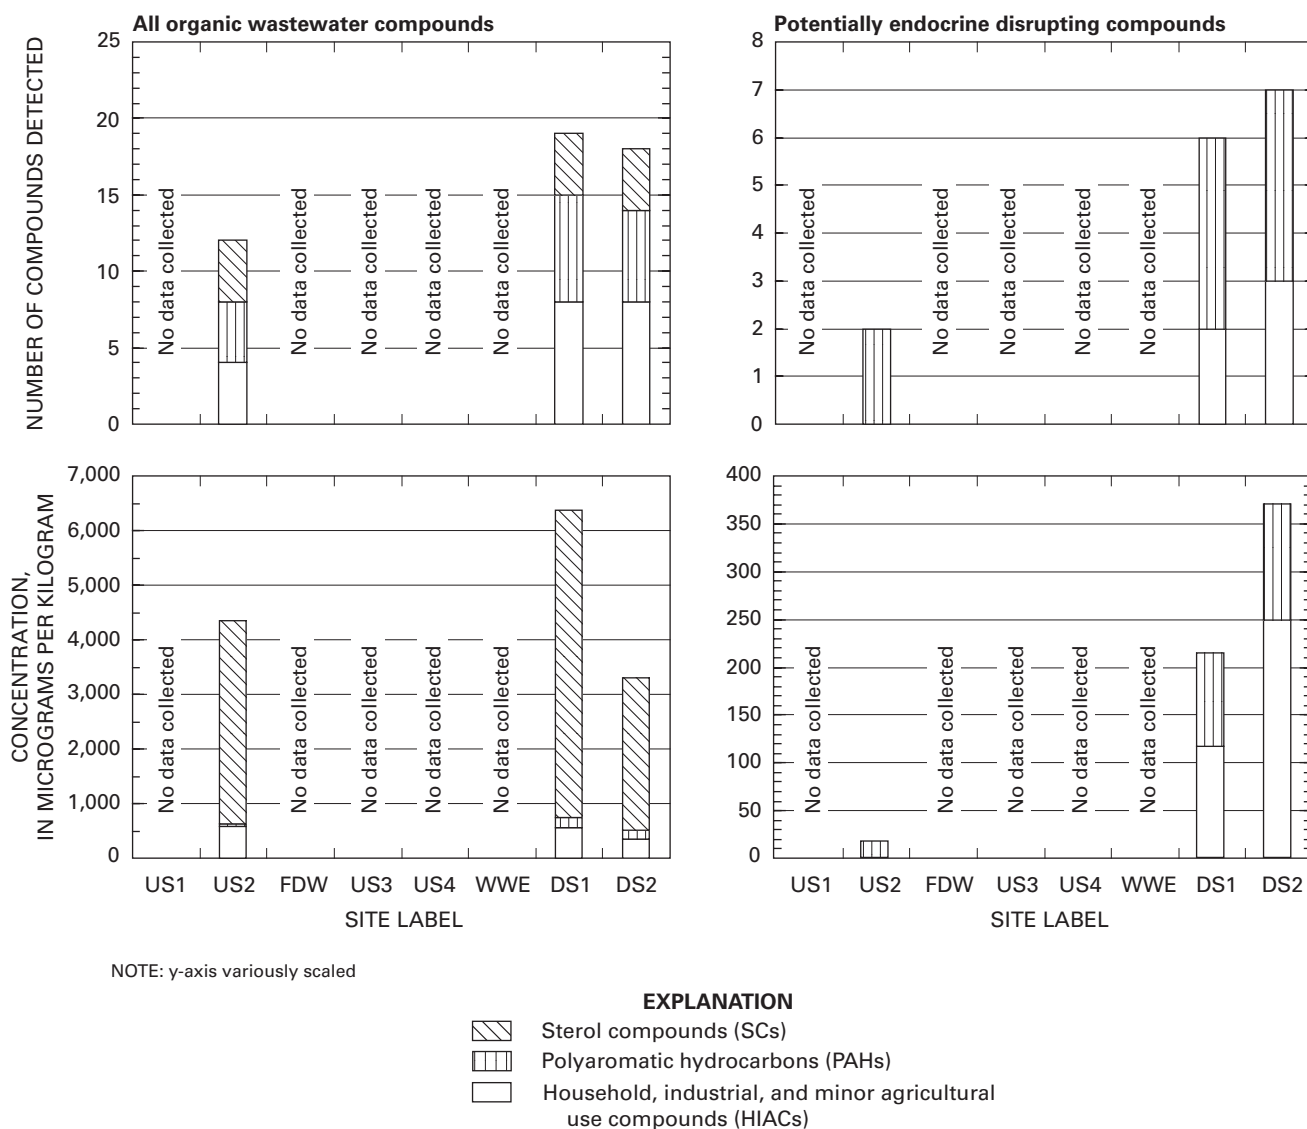 All organic wastewater compounds
Potentially endocrine disrupting compounds
NUMBER OF COMPOUNDS DETECTED
25
20
15
10
5
0
No data collected
No data collected
No data collected
No data collected
No data collected
8
7
6
5
4
3
2
1
0
No data collected
No data collected
No data collected
No data collected
No data collected
CONCENTRATION,
IN MICROGRAMS PER KILOGRAM
7,000
6,000
5,000
4,000
3,000
2,000
1,000
0
No data collected
No data collected
No data collected
No data collected
No data collected
US1 US2 FDW US3 US4 WWE DS1 DS2
SITE LABEL
400
350
300
250
200
150
100
50
0
No data collected
No data collected
No data collected
No data collected
No data collected
US1 US2 FDW US3 US4 WWE DS1 DS2
SITE LABEL
NOTE: y-axis variously scaled
EXPLANATION
Sterol compounds (SCs)
Polyaromatic hydrocarbons (PAHs)
Household, industrial, and minor agricultural
use compounds (HIACs)